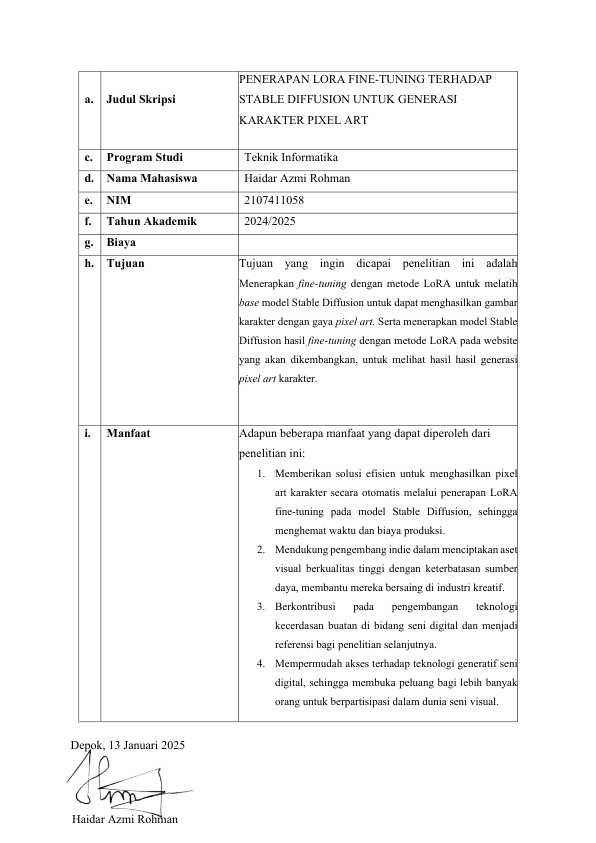 a. Judul Skripsi
PENERAPAN LORA FINE-TUNING TERHADAP
STABLE DIFFUSION UNTUK GENERASI
KARAKTER PIXEL ART
c. Program Studi Teknik Informatika
d. Nama Mahasiswa Haidar Azmi Rohman
e. NIM 2107411058
f. Tahun Akademik 2024/2025
g. Biaya
h. Tujuan Tujuan yang ingin dicapai penelitian ini adalah
Menerapkan fine-tuning dengan metode LoRA untuk melatih
base model Stable Diffusion untuk dapat menghasilkan gambar
karakter dengan gaya pixel art. Serta menerapkan model Stable
Diffusion hasil fine-tuning dengan metode LoRA pada website
yang akan dikembangkan, untuk melihat hasil hasil generasi
pixel art karakter.
i. Manfaat Adapun beberapa manfaat yang dapat diperoleh dari
penelitian ini:
1. Memberikan solusi efisien untuk menghasilkan pixel
art karakter secara otomatis melalui penerapan LoRA
fine-tuning pada model Stable Diffusion, sehingga
menghemat waktu dan biaya produksi.
2. Mendukung pengembang indie dalam menciptakan aset
visual berkualitas tinggi dengan keterbatasan sumber
daya, membantu mereka bersaing di industri kreatif.
3. Berkontribusi pada pengembangan teknologi
kecerdasan buatan di bidang seni digital dan menjadi
referensi bagi penelitian selanjutnya.
4. Mempermudah akses terhadap teknologi generatif seni
digital, sehingga membuka peluang bagi lebih banyak
orang untuk berpartisipasi dalam dunia seni visual.
Depok, 13 Januari 2025
Haidar Azmi Rohman